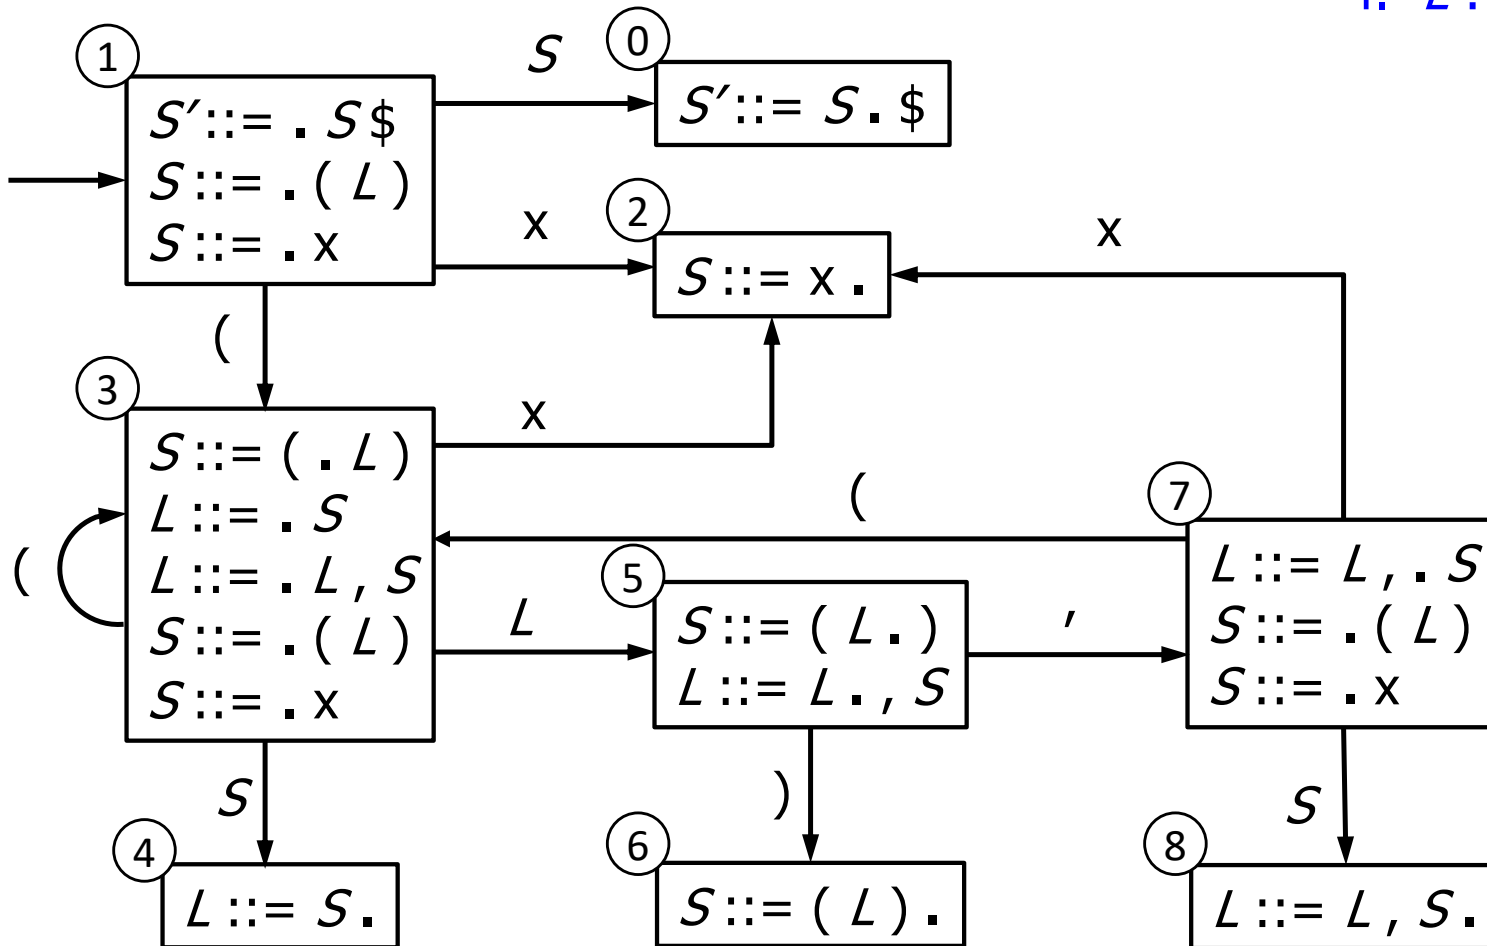 1
S′::= .S$
S::= .(L)
S::= .x
S
0
S′::= S.$
x
2
S::= x.
x
(
3
S::= (.L)
L::= .S
L::= .L,S
S::= .(L)
S::= .x
x
(
(
L
5
S::= (L.)
L::= L.,S
,
7
L::= L,.S
S::= .(L)
S::= .x
S
4
L::= S.
)
6
S::= (L).
S
8
L::= L,S.